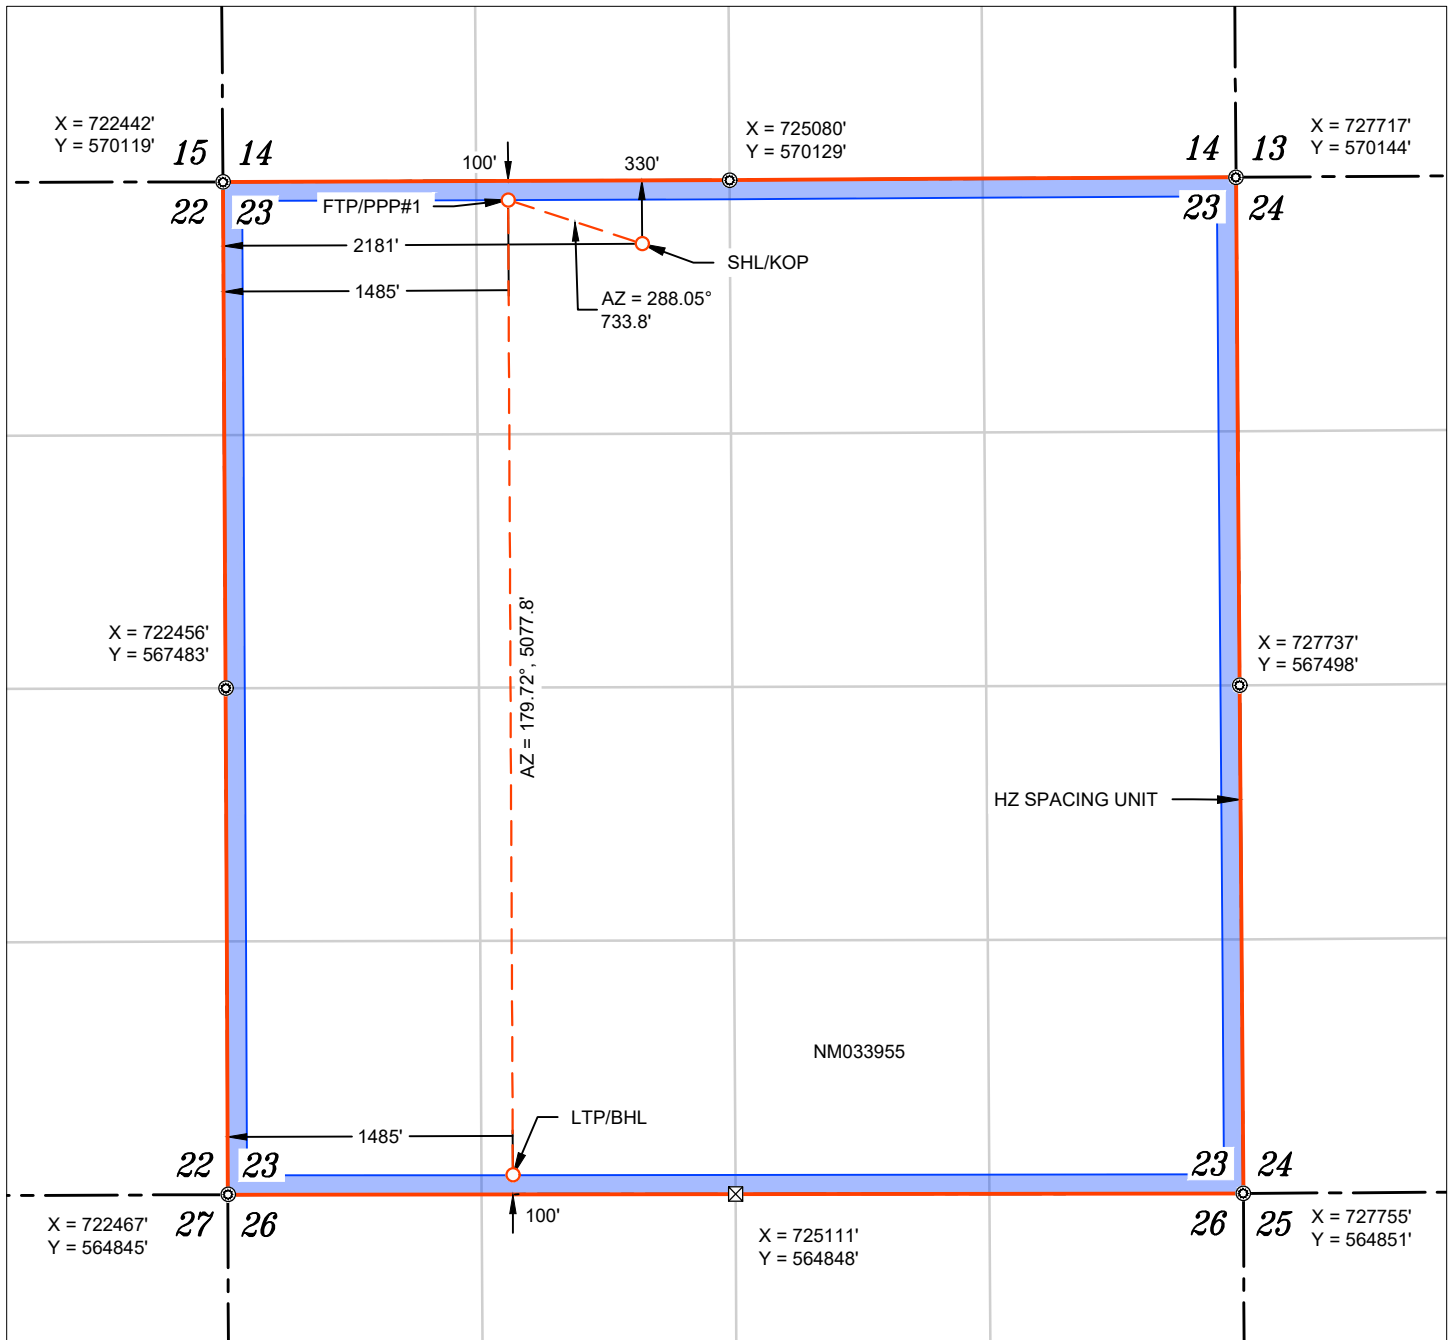 X = 722442'
Y = 570119'
X = 725080'
Y = 570129'
X = 727717'
Y = 570144'
15 14
14 13
100'
330'
22 23
FTP/PPP#1
23 24
2181'
SHL/KOP
1485'
AZ = 288.05°
733.8'
AZ = 179.72°, 5077.8'
X = 722456'
Y = 567483'
X = 727737'
Y = 567498'
HZ SPACING UNIT
NM033955
LTP/BHL
1485'
22 23
23 24
27 26
26 25
100'
X = 722467'
Y = 564845'
X = 725111'
Y = 564848'
X = 727755'
Y = 564851'